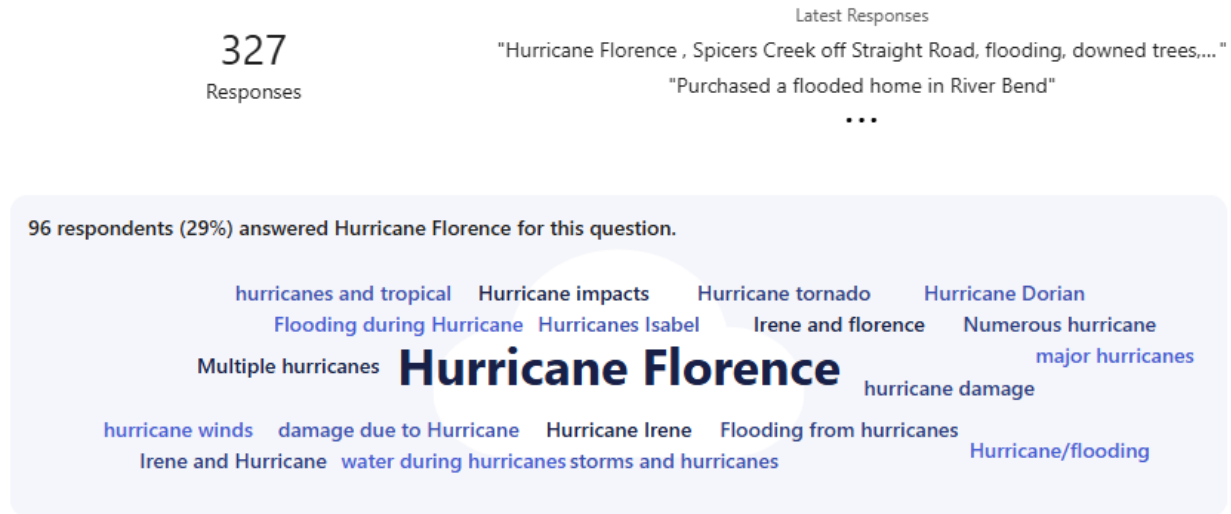 327
Responses
Latest Responses
"Hurricane Florence , Spicers Creek off Straight Road, flooding, downed trees,... "
"Purchased a flooded home in River Bend"
...
96 respondents (29%) answered Hurricane Florence for this question.
hurricanes and tropical Hurricane impacts Hurricane tornado Hurricane Dorian
Flooding during Hurricane Hurricanes Isabel Irene and florence Numerous hurricane
major hurricanes
Multiple hurricanes Hurricane Florence
hurricane damage
hurricane winds damage due to Hurricane Hurricane Irene Flooding from hurricanes
Hurricane/flooding
Irene and Hurricane water during hurricanes storms and hurricanes